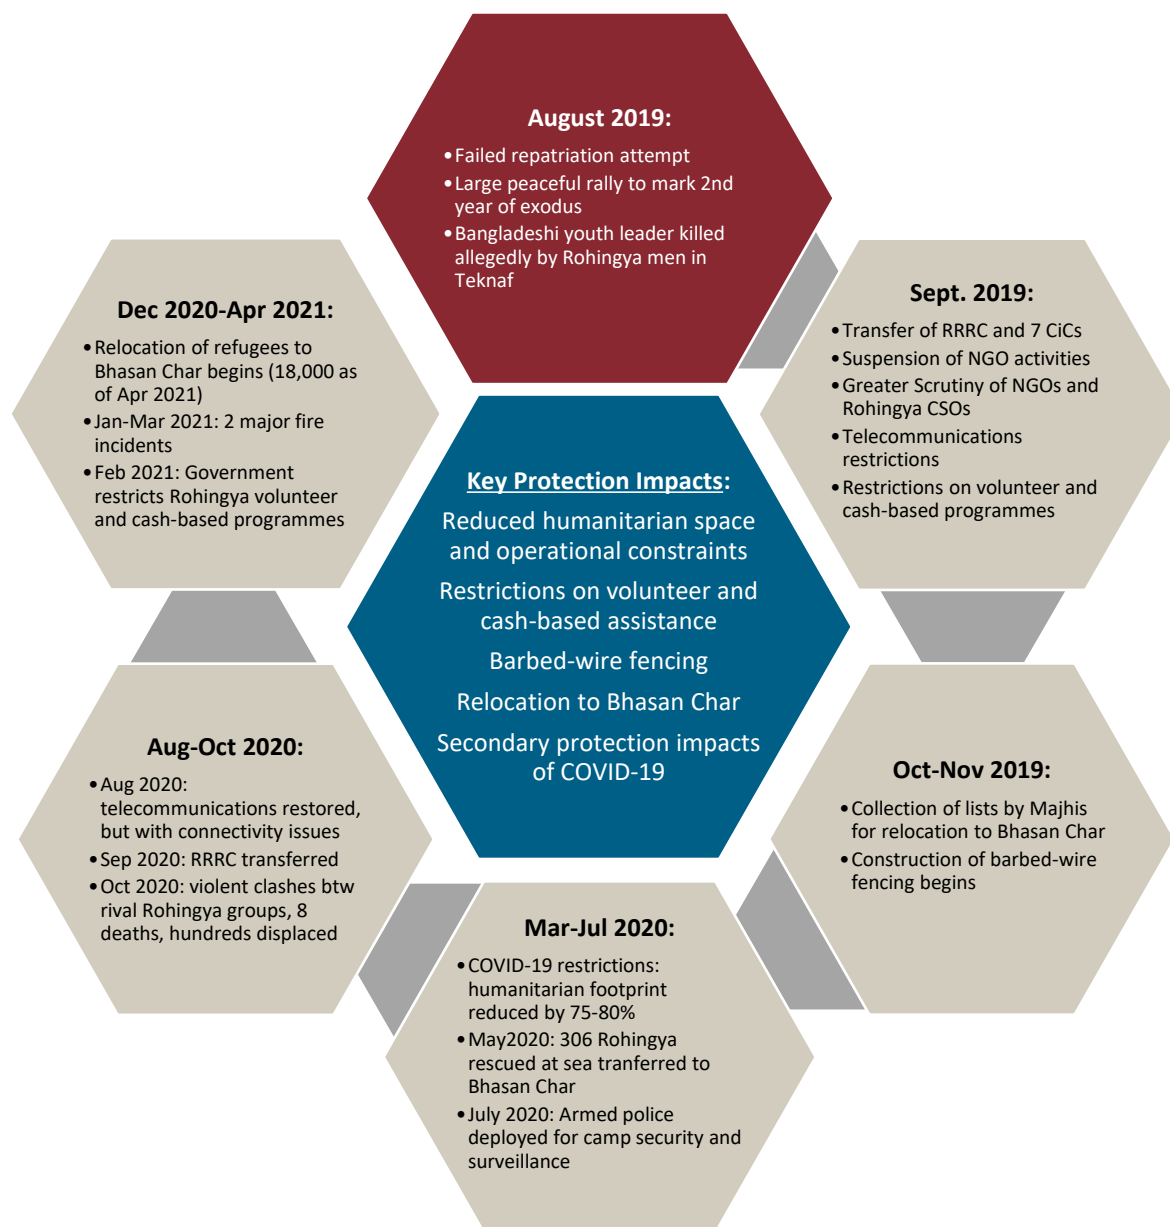 August 2019:
•Failed repatriation attempt
•Large peaceful rally to mark 2nd
year of exodus
•Bangladeshi youth leader killed
allegedly by Rohingya men in
Teknaf
Sept. 2019:
•Transfer of RRRC and 7 CiCs
•Suspension of NGO activities
•Greater Scrutiny of NGOs and
Rohingya CSOs
•Telecommunications
restrictions
•Restrictions on volunteer and
cash-based programmes
Oct-Nov 2019:
•Collection of lists by Majhis
for relocation to Bhasan Char
•Construction of barbed-wire
fencing begins
Mar-Jul 2020:
•COVID-19 restrictions:
humanitarian footprint
reduced by 75-80%
•May2020: 306 Rohingya
rescued at sea tranferred to
Bhasan Char
•July 2020: Armed police
deployed for camp security and
surveillance
Aug-Oct 2020:
•Aug 2020:
telecommunications restored,
but with connectivity issues
•Sep 2020: RRRC transferred
•Oct 2020: violent clashes btw
rival Rohingya groups, 8
deaths, hundreds displaced
Dec 2020-Apr 2021:
•Relocation of refugees to
Bhasan Char begins (18,000 as
of Apr 2021)
•Jan-Mar 2021: 2 major fire
incidents
•Feb 2021: Government
restricts Rohingya volunteer
and cash-based programmes
Key Protection Impacts:
Reduced humanitarian space
and operational constraints
Restrictions on volunteer and
cash-based assistance
Barbed-wire fencing
Relocation to Bhasan Char
Secondary protection impacts
of COVID-19